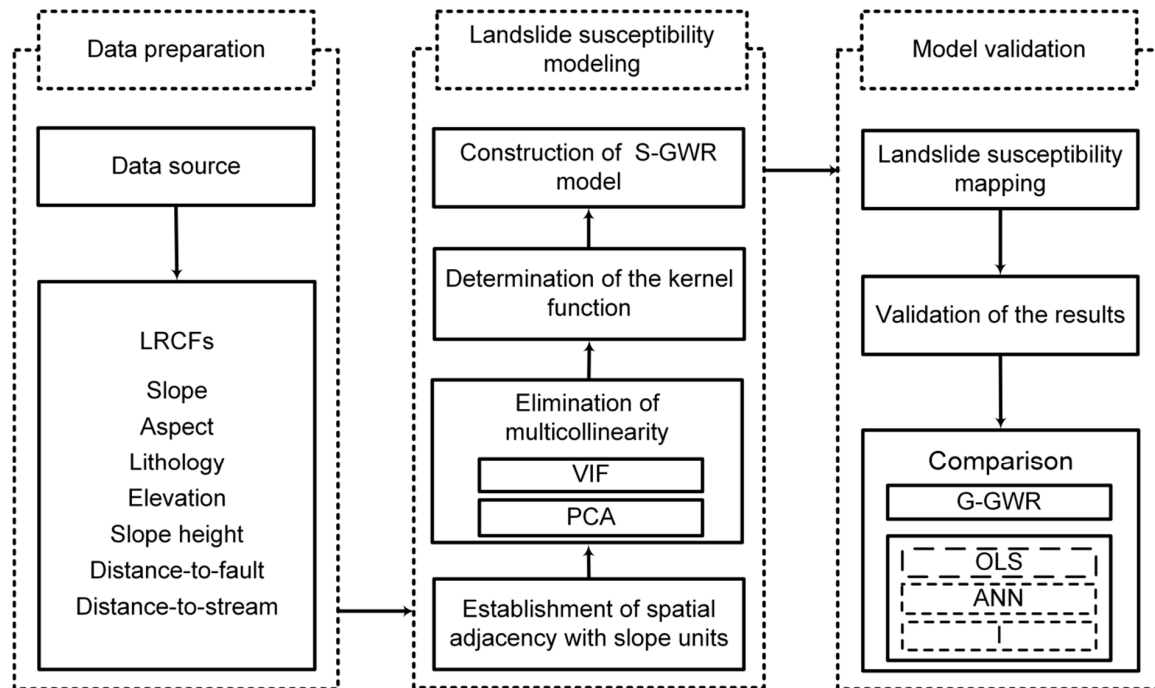 Data preparation
Data source
LRCFs
Slope
Aspect
Lithology
Elevation
Slope height
Distance-to-fault
Distance-to-stream
Landslide susceptibility
modeling
Construction of S-GWR
model
Determination of the kernel
function
Elimination of
multicollinearity
VIF
PCA
Establishment of spatial
adjacency with slope units
Model validation
Landslide susceptibility
mapping
Validation of the results
Comparison
G-GWR
OLS
ANN
I